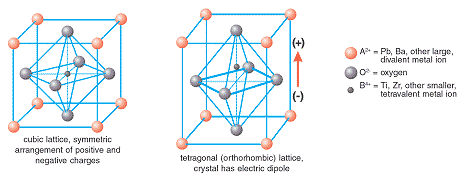 (+)
(-)
A²⁺ = Pb, Ba, other large,
divalent metal ion
O²⁻ = oxygen
B⁴⁺ = Ti, Zr, other smaller,
tetravalent metal ion
cubic lattice, symmetric
arrangement of positive and
negative charges
tetragonal (orthorhombic) lattice,
crystal has electric dipole